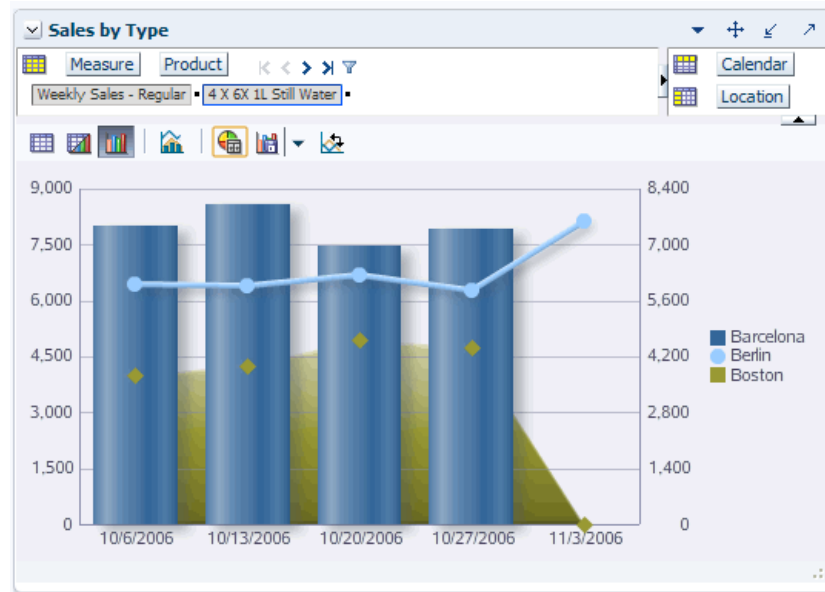 Sales by Type
Measure Product
Calendar
Weekly Sales - Regular 4 X 6X 1L Still Water
Location
9,000
7,500
6,000
4,500
3,000
1,500
0
8,400
7,000
5,600
4,200
2,800
1,400
0
10/6/2006 10/13/2006 10/20/2006 10/27/2006 11/3/2006
Barcelona
Berlin
Boston